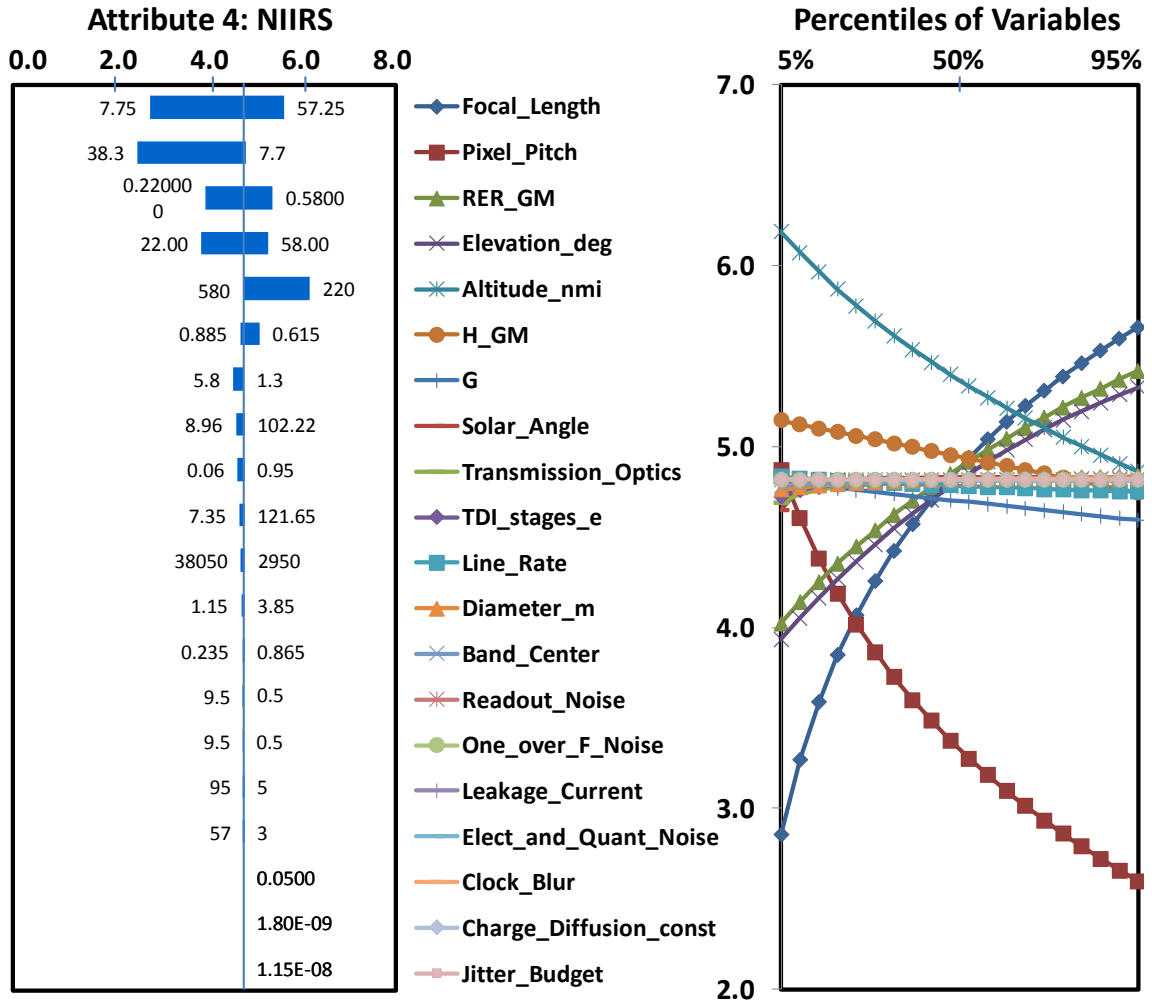 Attribute 4: NIIRS
Percentiles of Variables
0.0 2.0 4.0 6.0 8.0
5% 50% 95%
7.0
7.75 57.25 Focal_Length
38.3 7.7 Pixel_Pitch
0.22000
0
0.5800 RER_GM
22.00 58.00 Elevation_deg
6.0
580 220 Altitude_nmi
0.885 0.615 H_GM
5.8 1.3 G
8.96 102.22 Solar_Angle
5.0
0.06 0.95 Transmission_Optics
7.35 121.65 TDI_stages_e
38050 2950 Line_Rate
1.15 3.85 Diameter_m
4.0
0.235 0.865 Band_Center
9.5 0.5 Readout_Noise
9.5 0.5 One_over_F_Noise
95 5 Leakage_Current
3.0
57 3 Elect_and_Quant_Noise
0.0500 Clock_Blur
1.80E-09 Charge_Diffusion_const
1.15E-08 Jitter_Budget
2.0